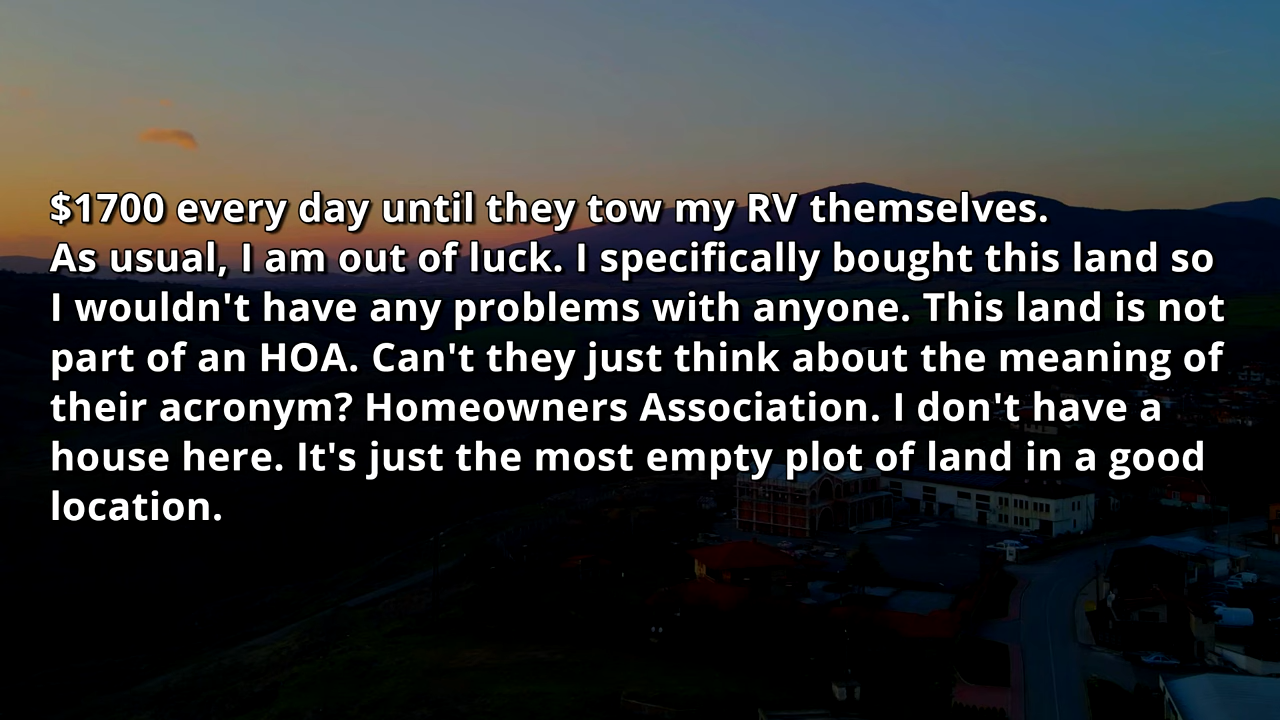 $1700 every day until they tow my RV themselves.
As usual, I am out of luck. I specifically bought this land so
I wouldn't have any problems with anyone. This land is not
part of an HOA. Can't they just think about the meaning of
their acronym? Homeowners Association. I don't have a
house here. It's just the most empty plot of land in a good
location.